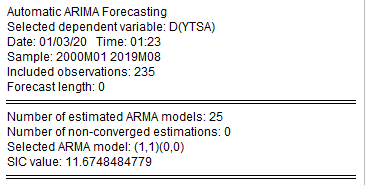 Automatic ARIMA Forecasting
Selected dependent variable: D(YTSA)
Date: 01/03/20 Time: 01:23
Sample: 2000M01 2019M08
Included observations: 235
Forecast length: 0
Number of estimated ARMA models: 25
Number of non-converged estimations: 0
Selected ARMA model: (1,1)(0,0)
SIC value: 11.6748484779